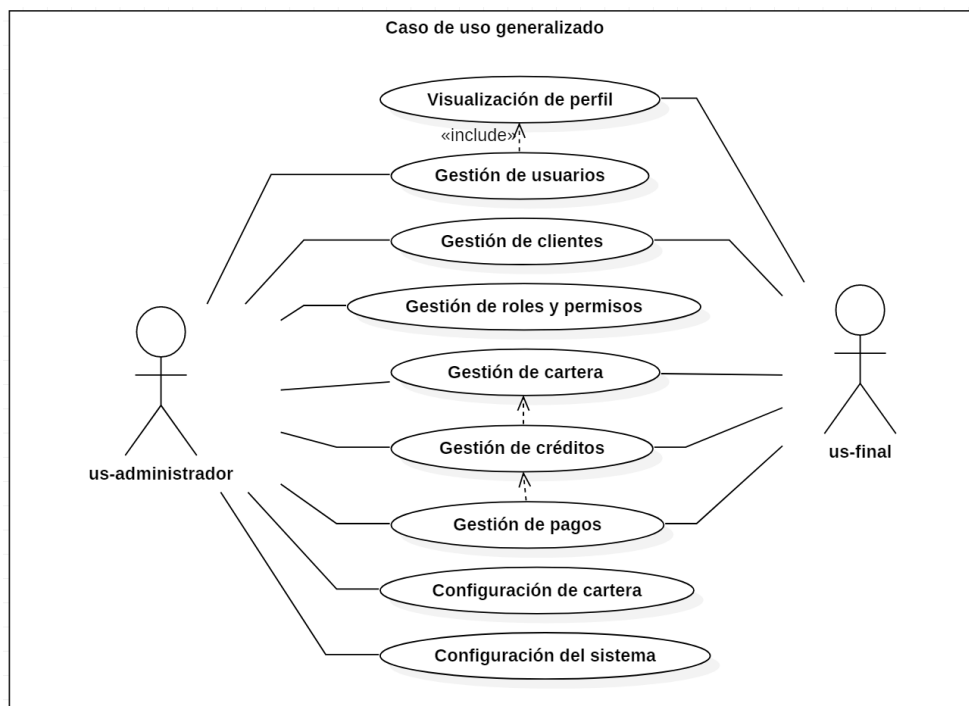 Caso de uso generalizado
Visualización de perfil
«include»
Gestión de usuarios
Gestión de clientes
Gestión de roles y permisos
Gestión de cartera
Gestión de créditos
us-administrador
us-final
Gestión de pagos
Configuración de cartera
Configuración del sistema